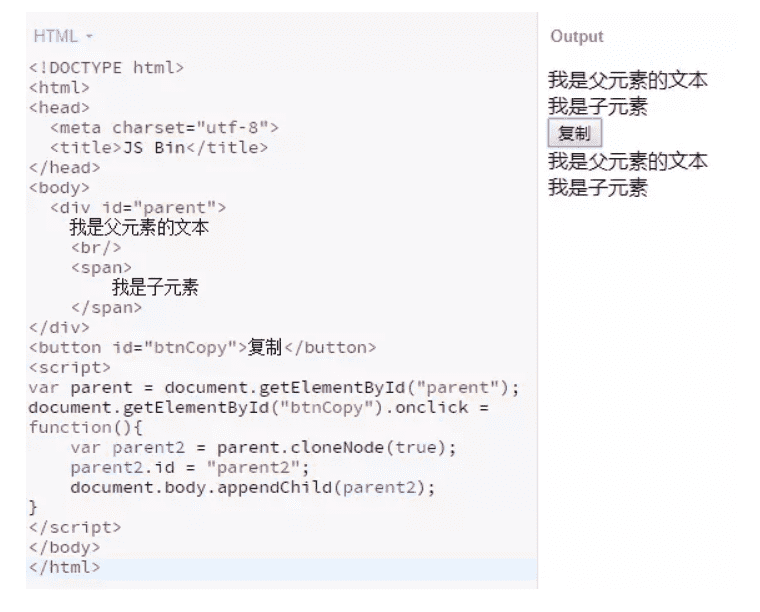 HTML
<!DOCTYPE html>
<html>
<head>
  <meta charset="utf-8">
  <title>JS Bin</title>
</head>
<body>
  <div id="parent">
    我是父元素的文本
    <br/>
    <span>
        我是子元素
    </span>
</div>
<button id="btnCopy">复制</button>
<script>
var parent = document.getElementById("parent");
document.getElementById("btnCopy").onclick =
function(){
    var parent2 = parent.cloneNode(true);
    parent2.id = "parent2";
    document.body.appendChild(parent2);
}
</script>
</body>
</html>
Output
我是父元素的文本
我是子元素
复制
我是父元素的文本
我是子元素